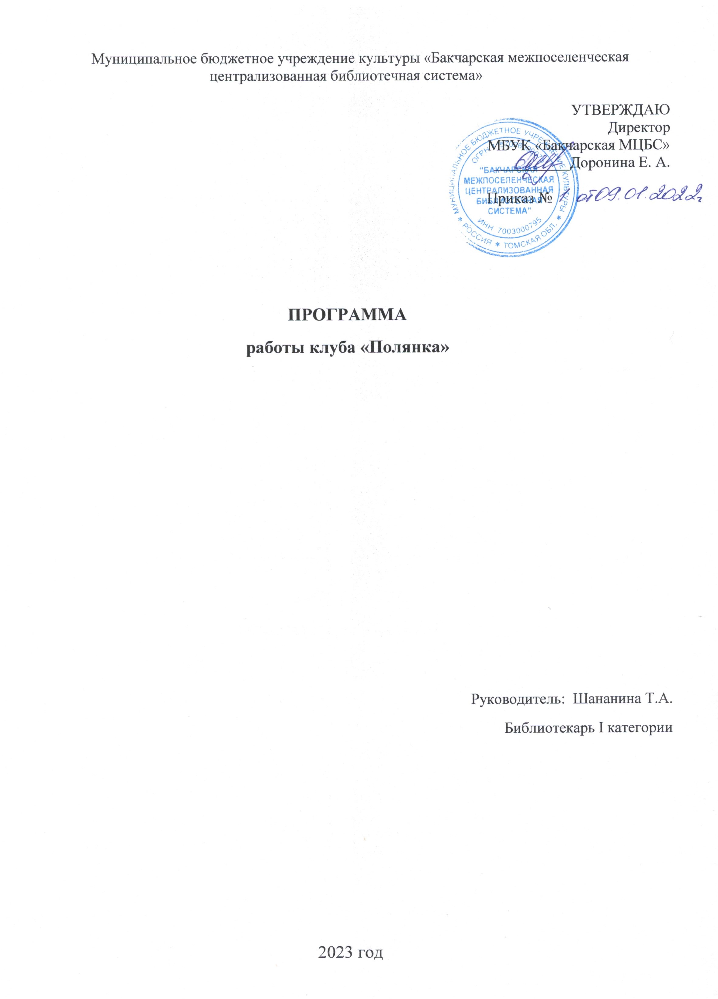 Муниципальное бюджетное учреждение культуры «Бакчарская межпоселенческая
централизованная библиотечная система»
УТВЕРЖДАЮ
Директор
МБУК «Бакчарская МЦБС»
Доронина Е. А.
Приказ № 1 от 09.01.2022г
МУНИЦИПАЛЬНОЕ БЮДЖЕТНОЕ УЧРЕЖДЕНИЕ КУЛЬТУРЫ
* РОССИЯ * ТОМСКАЯ ОБЛ. *
ОГРН
"БАКЧАРСКАЯ
МЕЖПОСЕЛЕНЧЕСКАЯ
ЦЕНТРАЛИЗОВАННАЯ
БИБЛИОТЕЧНАЯ
СИСТЕМА"
ИНН 7003000795
ПРОГРАММА
работы клуба «Полянка»
Руководитель: Шананина Т.А.
Библиотекарь I категории
2023 год